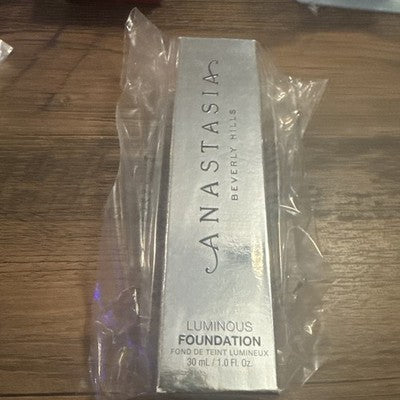 ANASTASIA
BEVERLY HILLS
LUMINOUS
FOUNDATION
FOND DE TEINT LUMINEUX
30 mL / 1.0 Fl. Oz.